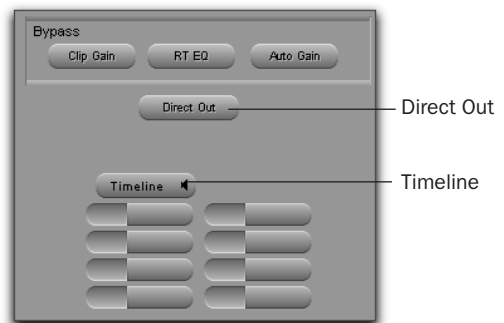 Bypass
Clip Gain RT EQ Auto Gain
Direct Out Direct Out
Timeline Timeline